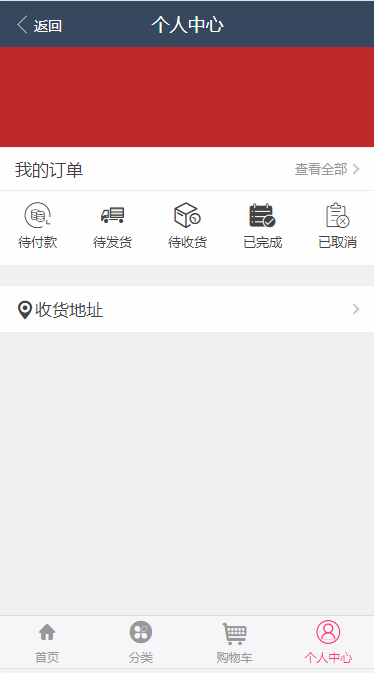 返回
个人中心
我的订单
查看全部
待付款 待发货 待收货 已完成 已取消
收货地址
首页 分类 购物车 个人中心